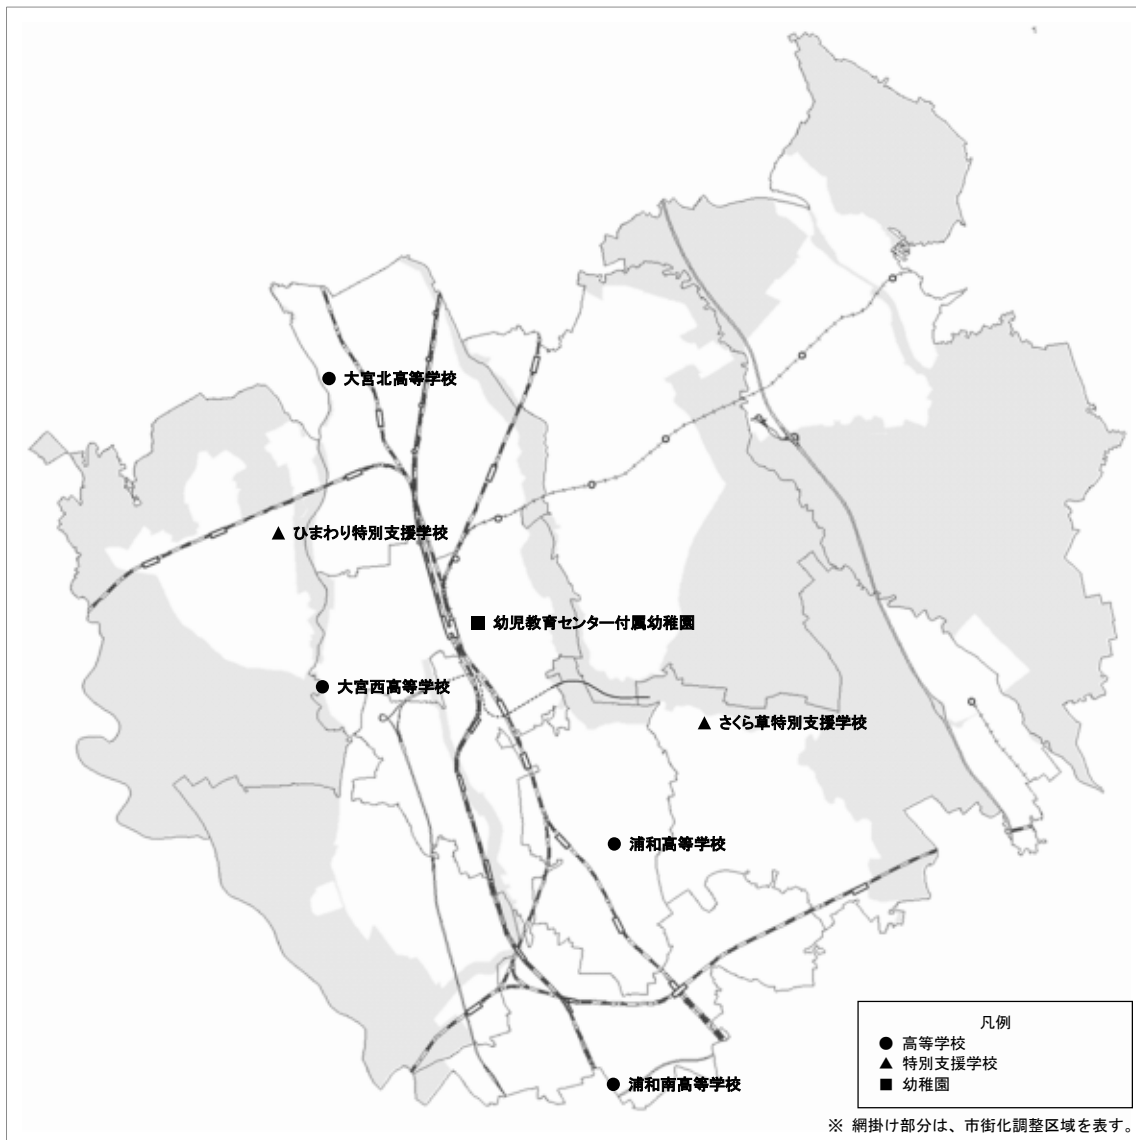 ● 大宮北高等学校
▲ ひまわり特別支援学校
■ 幼児教育センター付属幼稚園
● 大宮西高等学校
▲ さくら草特別支援学校
● 浦和高等学校
● 浦和南高等学校
凡例
● 高等学校
▲ 特別支援学校
■ 幼稚園
※ 網掛け部分は、市街化調整区域を表す。